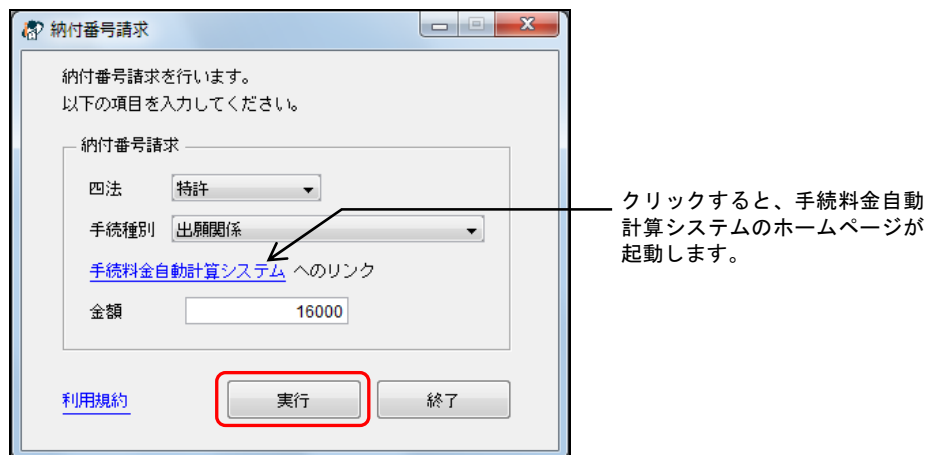 納付番号請求
納付番号請求を行います。
以下の項目を入力してください。
納付番号請求
四法 特許
手続種別 出願関係
手続料金自動計算システム へのリンク
金額 16000
利用規約 実行 終了
クリックすると、手続料金自動
計算システムのホームページが
起動します。